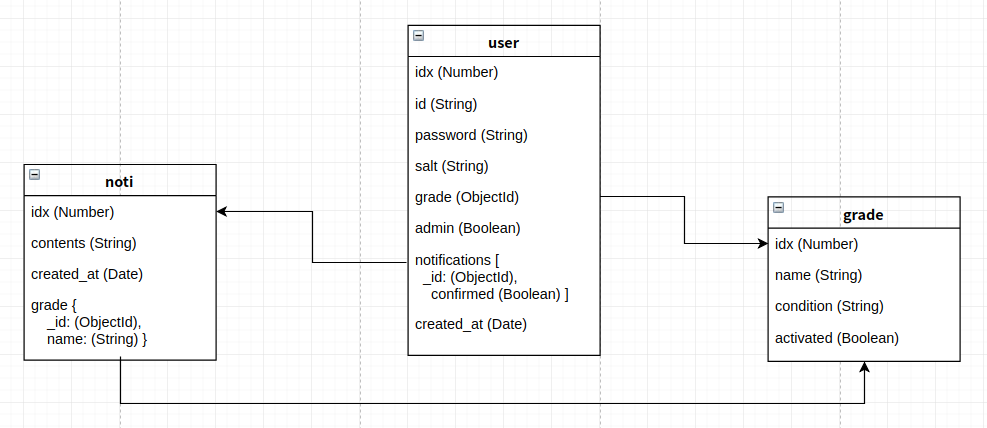 user
idx (Number)
id (String)
password (String)
salt (String)
grade (ObjectId)
admin (Boolean)
notifications [
_id: (ObjectId),
confirmed (Boolean) ]
created_at (Date)
noti
idx (Number)
contents (String)
created_at (Date)
grade {
_id: (ObjectId),
name: (String) }
grade
idx (Number)
name (String)
condition (String)
activated (Boolean)